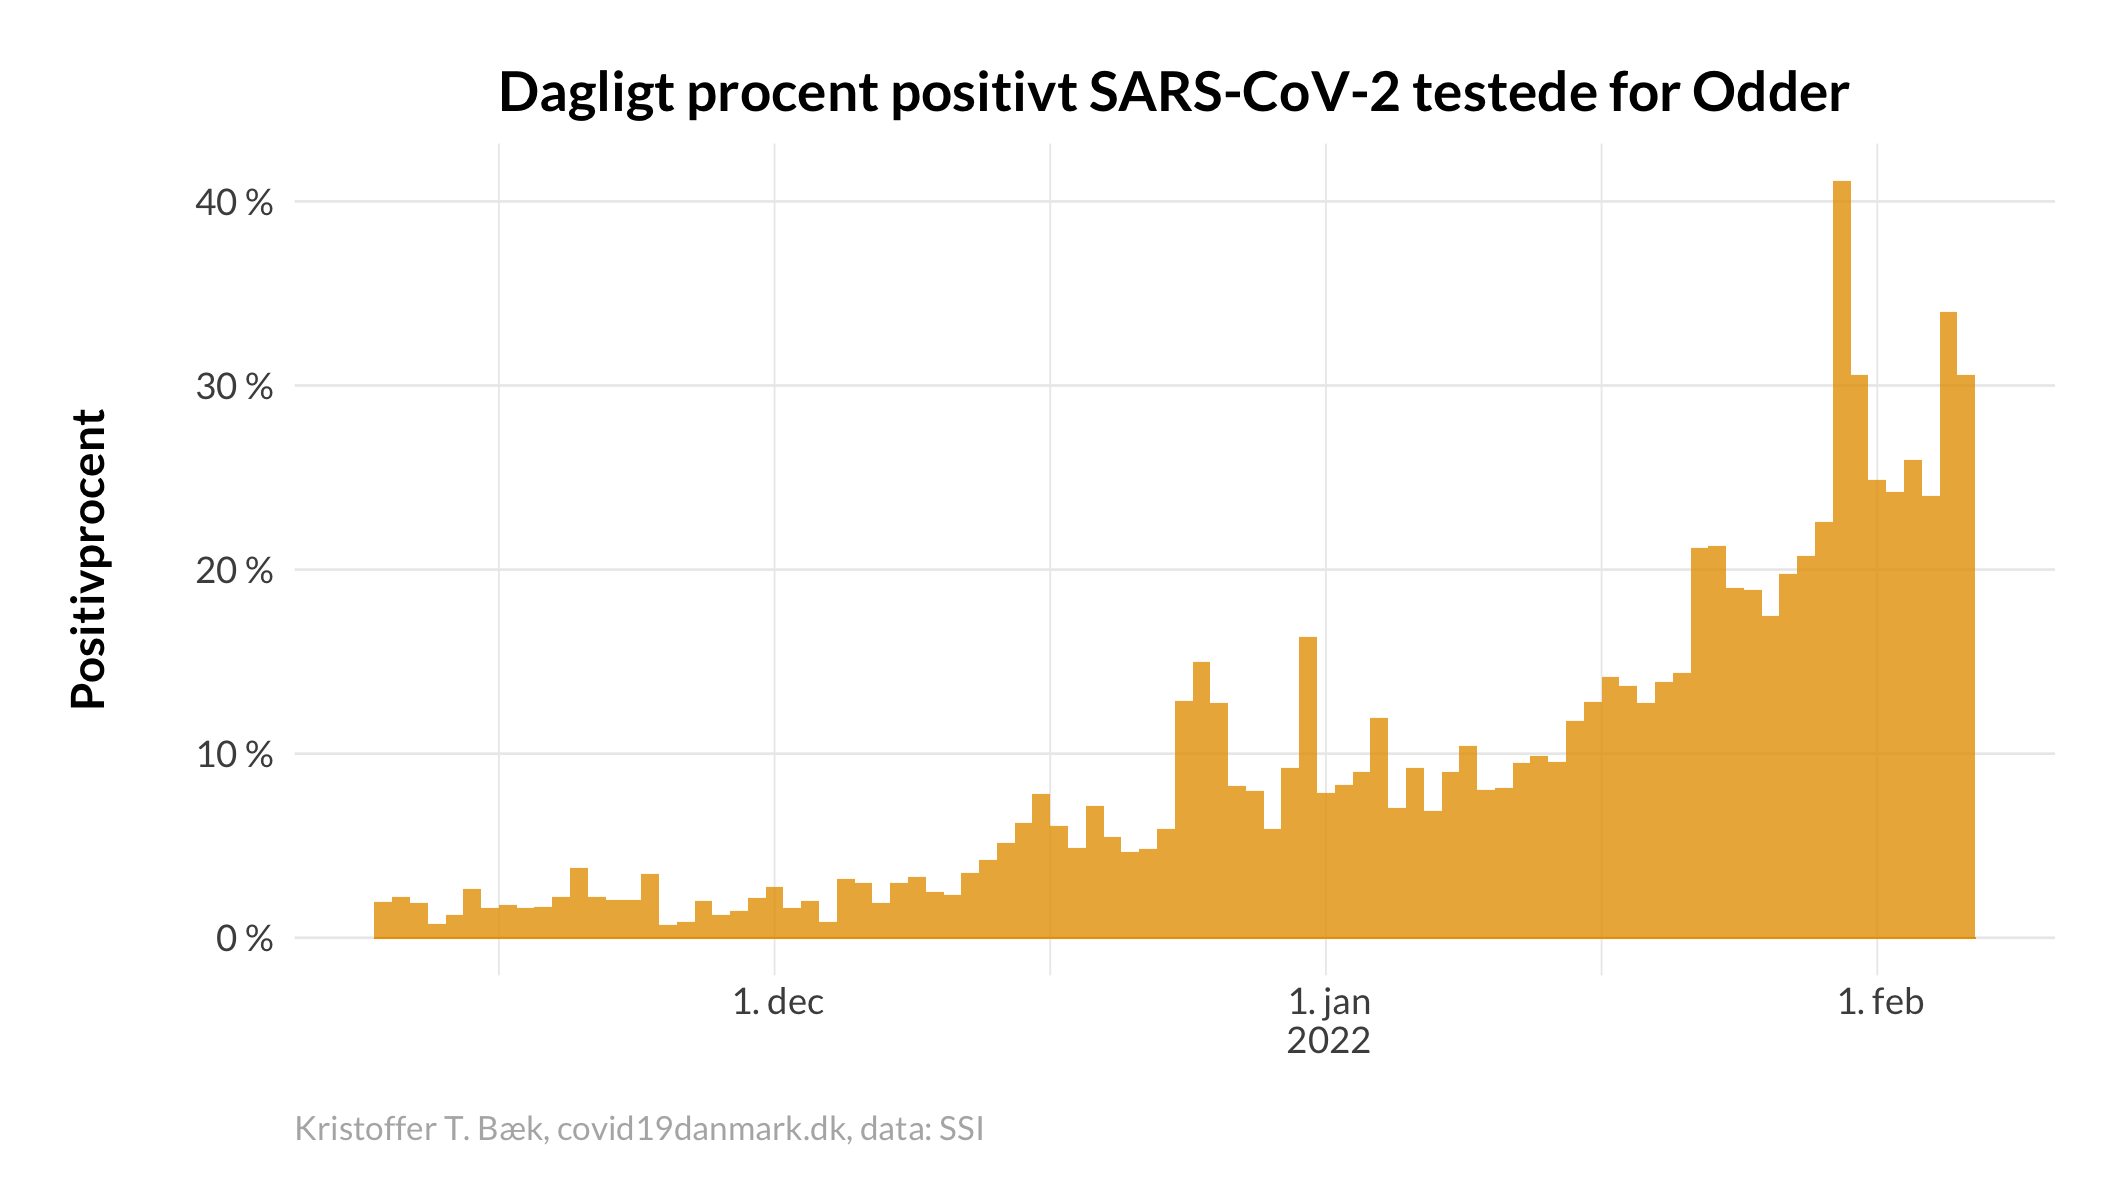 Dagligt procent positivt SARS-CoV-2 testede for Odder
Positivprocent
40 %
30 %
20 %
10 %
0 %
1. dec
1. jan
2022
1. feb
Kristoffer T. Bæk, covid19danmark.dk, data: SSI